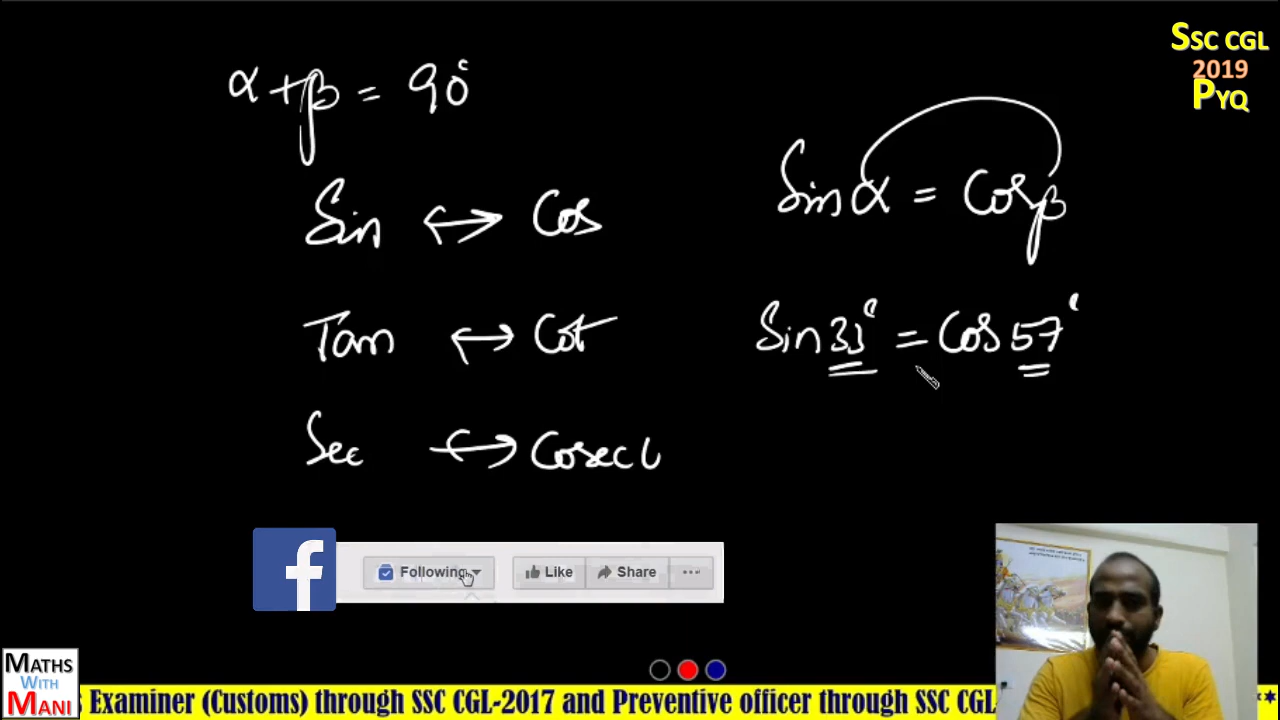 SSC CGL
2019
PYQ
α + β = 90°
Sin ↔ Cos
Tan ↔ Cot
Sec ↔ Cosec
Sin α = Cos β
Sin 33° = Cos 57°
Following
Like
Share
MATHS
WITH
MANI
Examiner (Customs) through SSC CGL-2017 and Preventive officer through SSC CGL